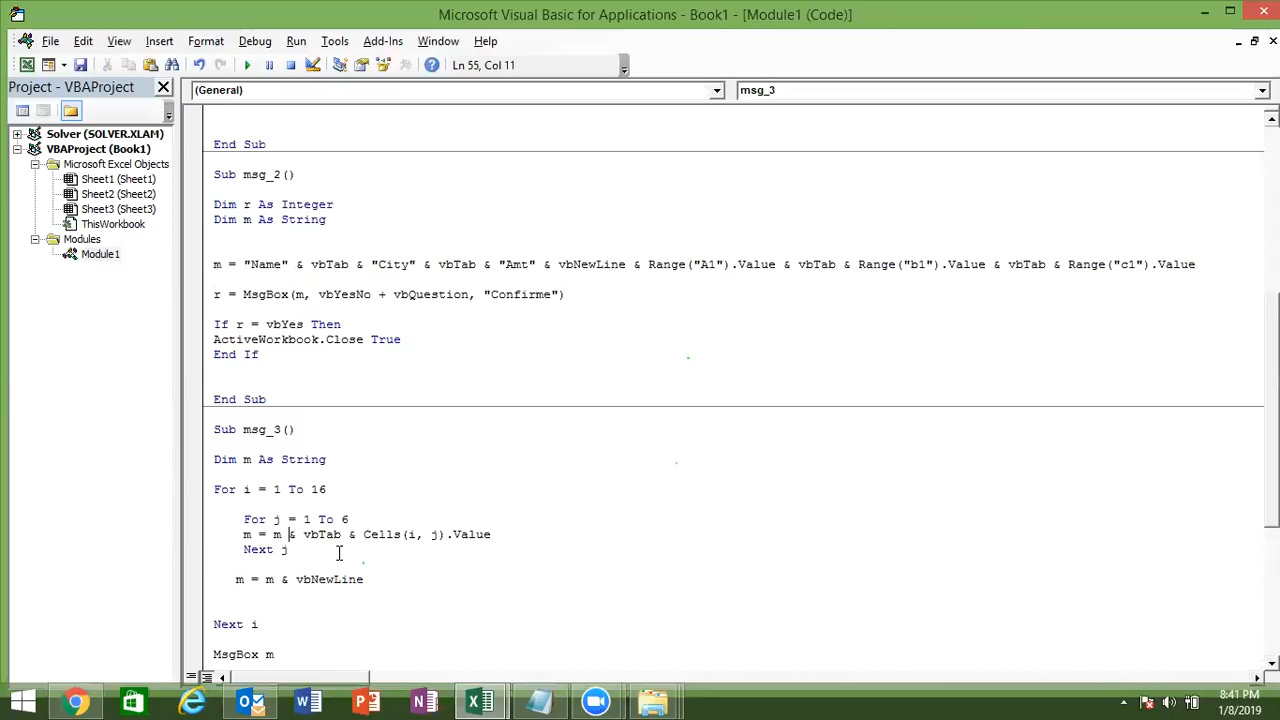 Microsoft Visual Basic for Applications - Book1 - [Module1 (Code)]
File Edit View Insert Format Debug Run Tools Add-Ins Window Help
Ln 55, Col 11
Project - VBAProject
(General)
msg_3
Solver (SOLVER.XLAM)
VBAProject (Book1)
Microsoft Excel Objects
Sheet1 (Sheet1)
Sheet2 (Sheet2)
Sheet3 (Sheet3)
ThisWorkbook
Modules
Module1
End Sub
Sub msg_2()
Dim r As Integer
Dim m As String
m = "Name" & vbTab & "City" & vbTab & "Amt" & vbNewLine & Range("A1").Value & vbTab & Range("b1").Value & vbTab & Range("c1").Value
r = MsgBox(m, vbYesNo + vbQuestion, "Confirme")
If r = vbYes Then
ActiveWorkbook.Close True
End If
End Sub
Sub msg_3()
Dim m As String
For i = 1 To 16
For j = 1 To 6
m = m & vbTab & Cells(i, j).Value
Next j
m = m & vbNewLine
Next i
MsgBox m
8:41 PM
1/8/2019